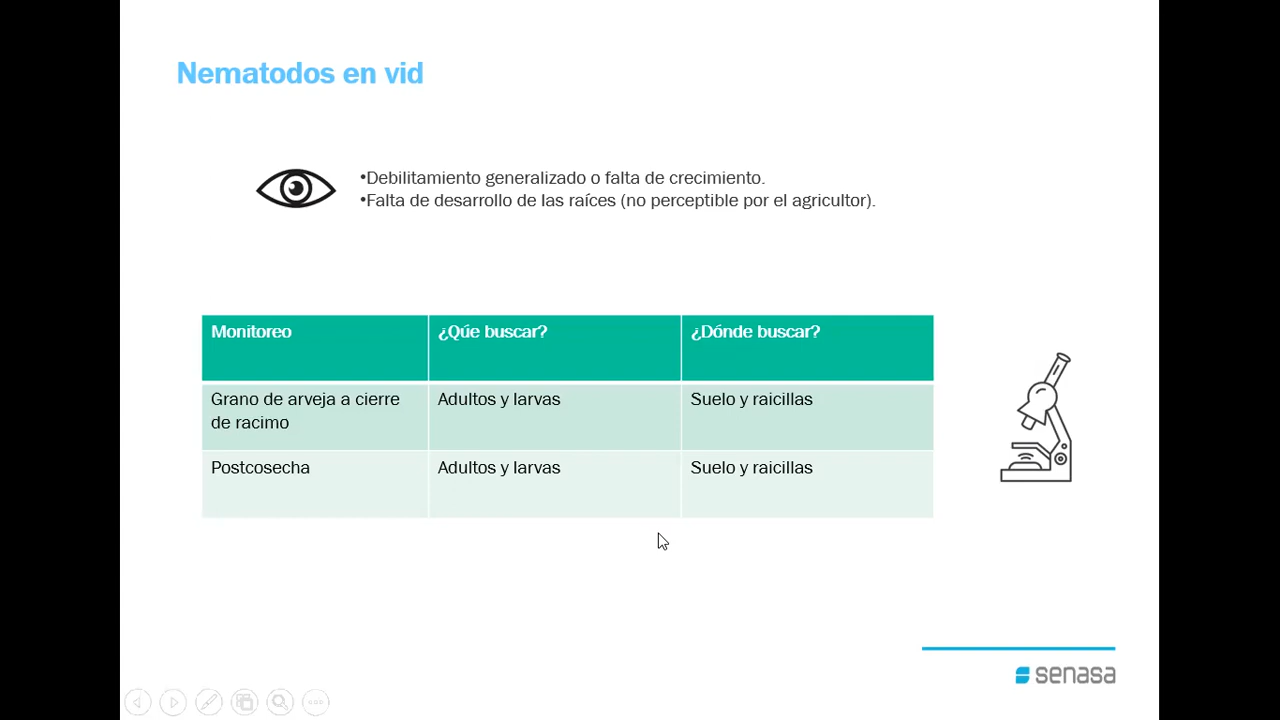 Nematodos en vid
•Debilitamiento generalizado o falta de crecimiento.
•Falta de desarrollo de las raíces (no perceptible por el agricultor).
Monitoreo
¿Qúe buscar?
¿Dónde buscar?
Grano de arveja a cierre
de racimo
Adultos y larvas
Suelo y raicillas
Postcosecha
Adultos y larvas
Suelo y raicillas
senasa